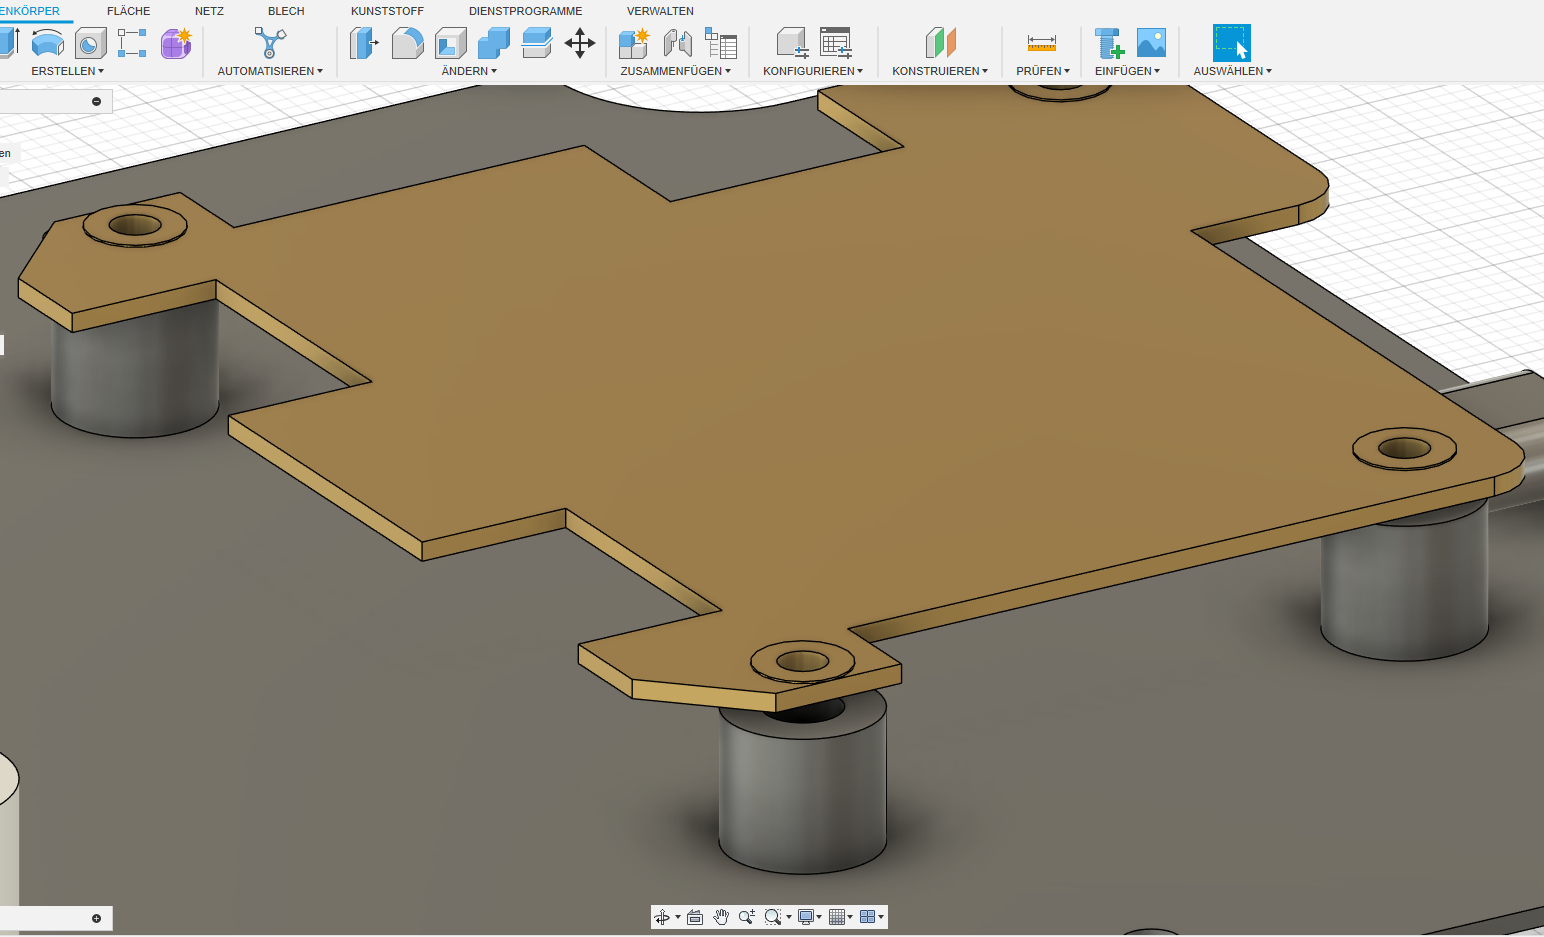 ENKÖRPER FLÄCHE NETZ BLECH KUNSTSTOFF DIENSTPROGRAMME VERWALTEN
ERSTELLEN AUTOMATISIEREN ÄNDERN ZUSAMMENFÜGEN KONFIGURIEREN KONSTRUIEREN PRÜFEN EINFÜGEN AUSWÄHLEN
en